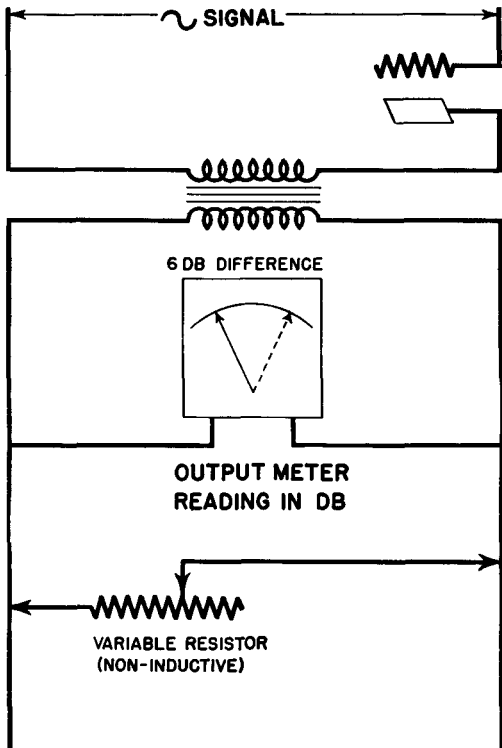 SIGNAL
6 DB DIFFERENCE
OUTPUT METER
READING IN DB
VARIABLE RESISTOR
(NON-INDUCTIVE)